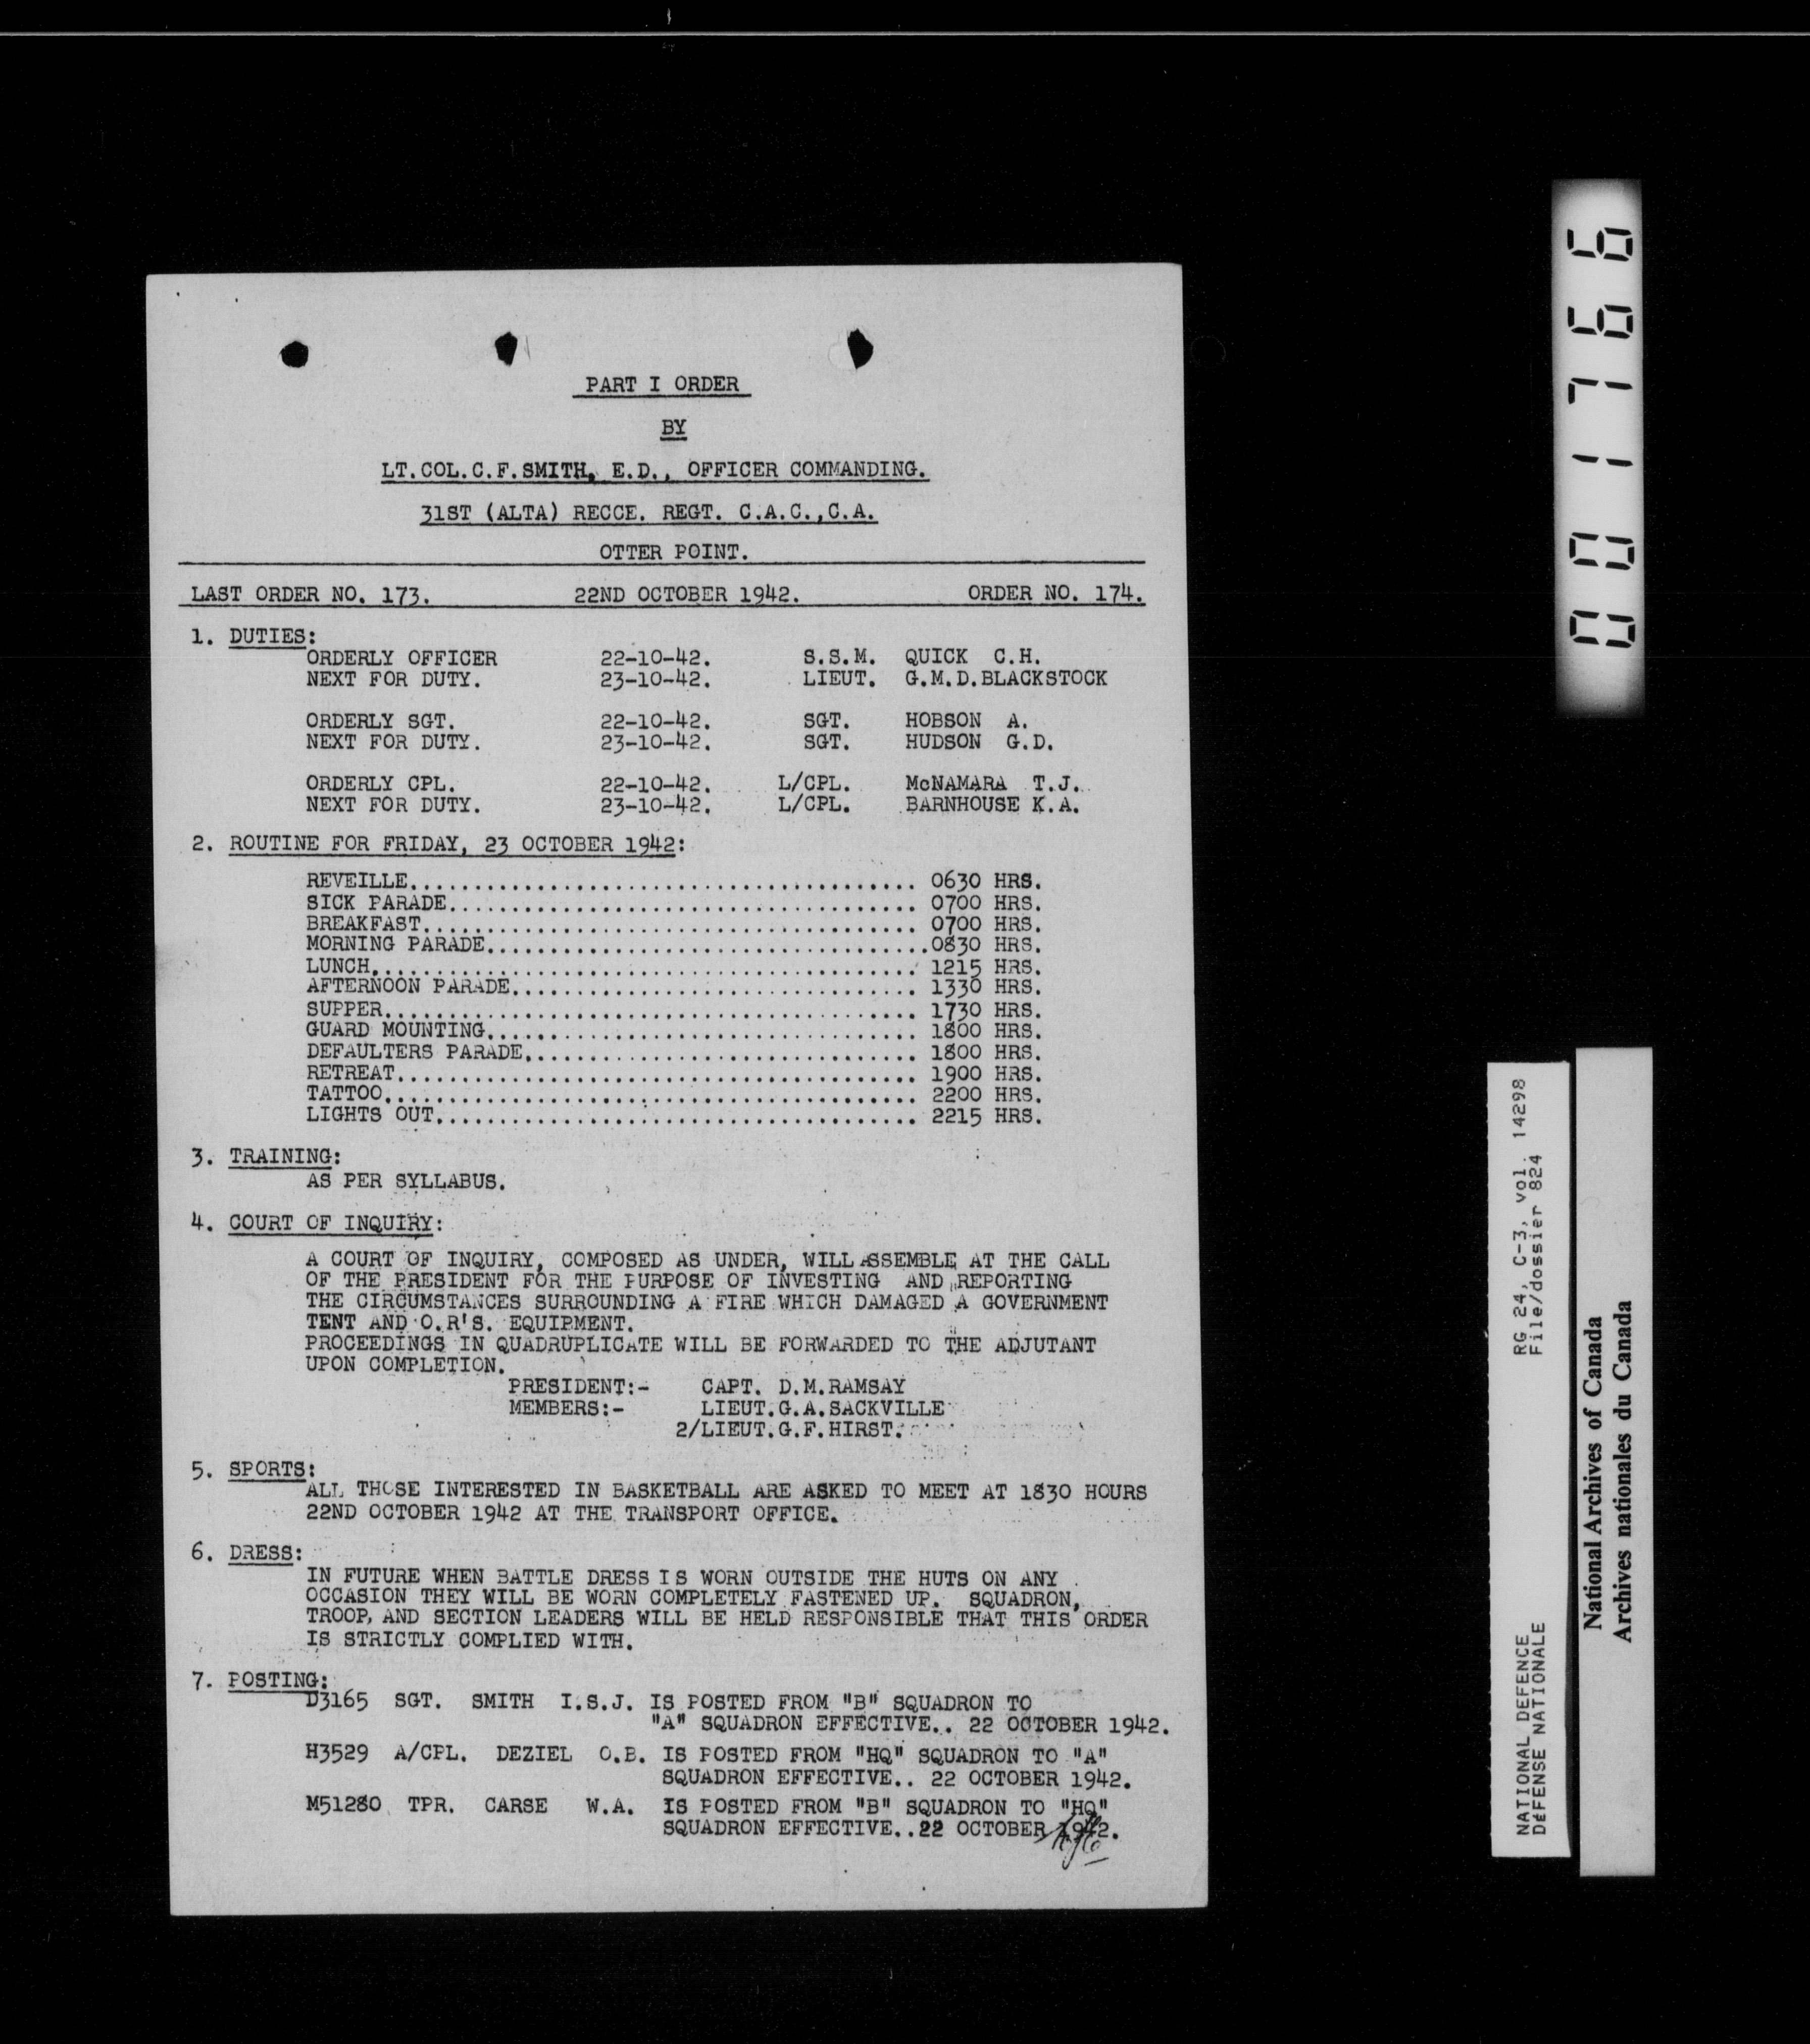 PART I ORDER
BY
LT.COL.C.F.SMITH, E.D., OFFICER COMMANDING.
31ST (ALTA) RECCE. REGT. C.A.C.,C.A.
OTTER POINT.
LAST ORDER NO. 173. 22ND OCTOBER 1942. ORDER NO. 174.
1. DUTIES:
ORDERLY OFFICER 22-10-42. S.S.M. QUICK C.H.
NEXT FOR DUTY. 23-10-42. LIEUT. G.M.D.BLACKSTOCK
ORDERLY SGT. 22-10-42. SGT. HOBSON A.
NEXT FOR DUTY. 23-10-42. SGT. HUDSON G.D.
ORDERLY CPL. 22-10-42. L/CPL. McNAMARA T.J.
NEXT FOR DUTY. 23-10-42. L/CPL. BARNHOUSE K.A.
2. ROUTINE FOR FRIDAY, 23 OCTOBER 1942:
REVEILLE........................................ 0630 HRS.
SICK PARADE..................................... 0700 HRS.
BREAKFAST....................................... 0700 HRS.
MORNING PARADE...................................0830 HRS.
LUNCH........................................... 1215 HRS.
AFTERNOON PARADE................................ 1330 HRS.
SUPPER.......................................... 1730 HRS.
GUARD MOUNTING.................................. 1800 HRS.
DEFAULTERS PARADE............................... 1800 HRS.
RETREAT......................................... 1900 HRS.
TATTOO.......................................... 2200 HRS.
LIGHTS OUT...................................... 2215 HRS.
3. TRAINING:
AS PER SYLLABUS.
4. COURT OF INQUIRY:
A COURT OF INQUIRY, COMPOSED AS UNDER, WILL ASSEMBLE AT THE CALL
OF THE PRESIDENT FOR THE PURPOSE OF INVESTING AND REPORTING
THE CIRCUMSTANCES SURROUNDING A FIRE WHICH DAMAGED A GOVERNMENT
TENT AND O.R'S. EQUIPMENT.
PROCEEDINGS IN QUADRUPLICATE WILL BE FORWARDED TO THE ADJUTANT
UPON COMPLETION.
PRESIDENT:- CAPT. D.M.RAMSAY
MEMBERS:- LIEUT.G.A.SACKVILLE
2/LIEUT.G.F.HIRST.
5. SPORTS:
ALL THOSE INTERESTED IN BASKETBALL ARE ASKED TO MEET AT 1830 HOURS
22ND OCTOBER 1942 AT THE TRANSPORT OFFICE.
6. DRESS:
IN FUTURE WHEN BATTLE DRESS IS WORN OUTSIDE THE HUTS ON ANY
OCCASION THEY WILL BE WORN COMPLETELY FASTENED UP. SQUADRON,
TROOP, AND SECTION LEADERS WILL BE HELD RESPONSIBLE THAT THIS ORDER
IS STRICTLY COMPLIED WITH.
7. POSTING:
D3165 SGT. SMITH I.S.J. IS POSTED FROM "B" SQUADRON TO
"A" SQUADRON EFFECTIVE.. 22 OCTOBER 1942.
H3529 A/CPL. DEZIEL O.B. IS POSTED FROM "HQ" SQUADRON TO "A"
SQUADRON EFFECTIVE.. 22 OCTOBER 1942.
M51280 TPR. CARSE W.A. IS POSTED FROM "B" SQUADRON TO "HQ"
SQUADRON EFFECTIVE..22 OCTOBER 1942.
001766
NATIONAL DEFENCE RG 24, C-3, vol. 14298
DéFENSE NATIONALE File/dossier 824
National Archives of Canada
Archives nationales du Canada